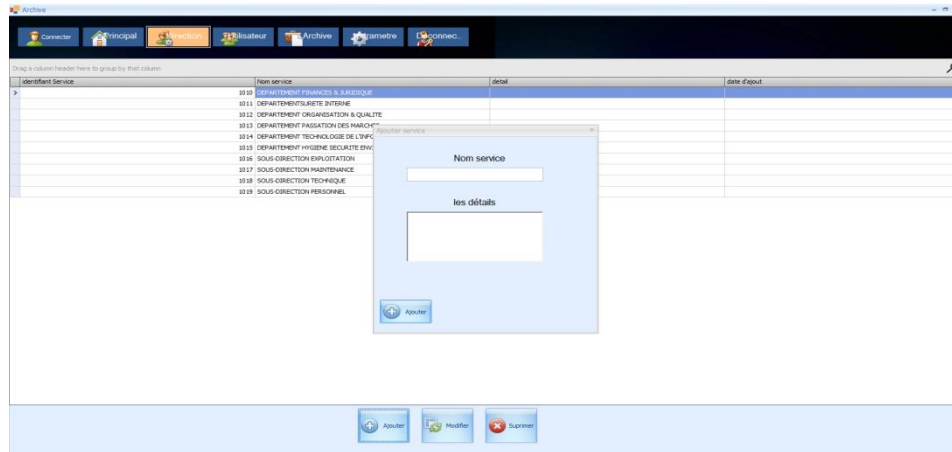 Archive
Connecter Principal Direction Utilisateur Archive Parametre Déconnec..
Drag a column header here to group by that column
identifiant Service Nom service detail date d'ajout
1010 DEPARTEMENT FINANCES & JURIDIQUE
1011 DEPARTEMENTSURETE INTERNE
1012 DEPARTEMENT ORGANISATION & QUALITE
1013 DEPARTEMENT PASSATION DES MARCHES
1014 DEPARTEMENT TECHNOLOGIE DE L'INFO
1015 DEPARTEMENT HYGIENE SECURITE ENVI
1016 SOUS-DIRECTION EXPLOITATION
1017 SOUS-DIRECTION MAINTENANCE
1018 SOUS-DIRECTION TECHNIQUE
1019 SOUS-DIRECTION PERSONNEL
Ajouter service
Nom service
les détails
Ajouter
Ajouter Modifier Suprimer